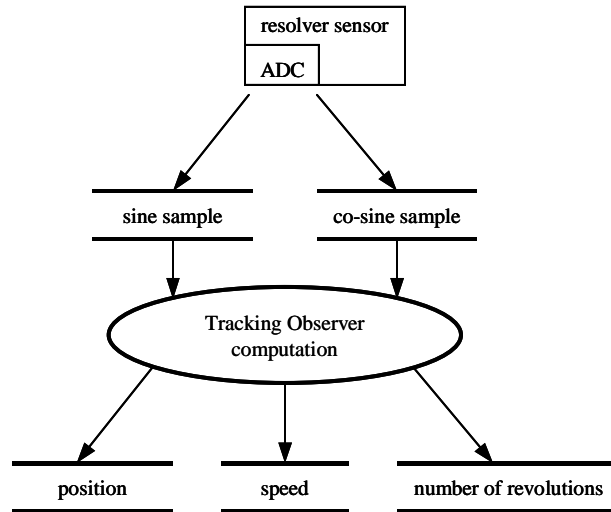 resolver sensor
ADC
sine sample
co-sine sample
Tracking Observer
computation
position
speed
number of revolutions